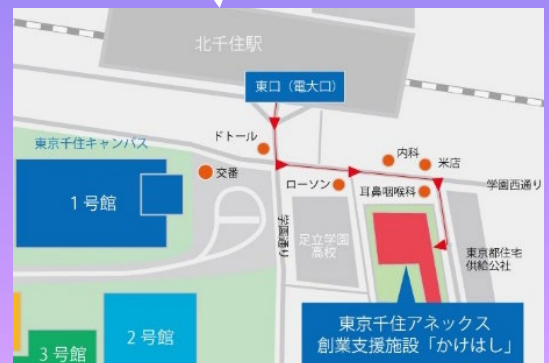 北千住駅
東口（電大口）
ドトール
東京千住キャンパス
交番
内科
米店
ローソン
耳鼻咽喉科
学園西通り
1号館
学園通り
足立学園
高校
東京都住宅
供給公社
東京千住アネックス
創業支援施設「かけはし」
2号館
3号館